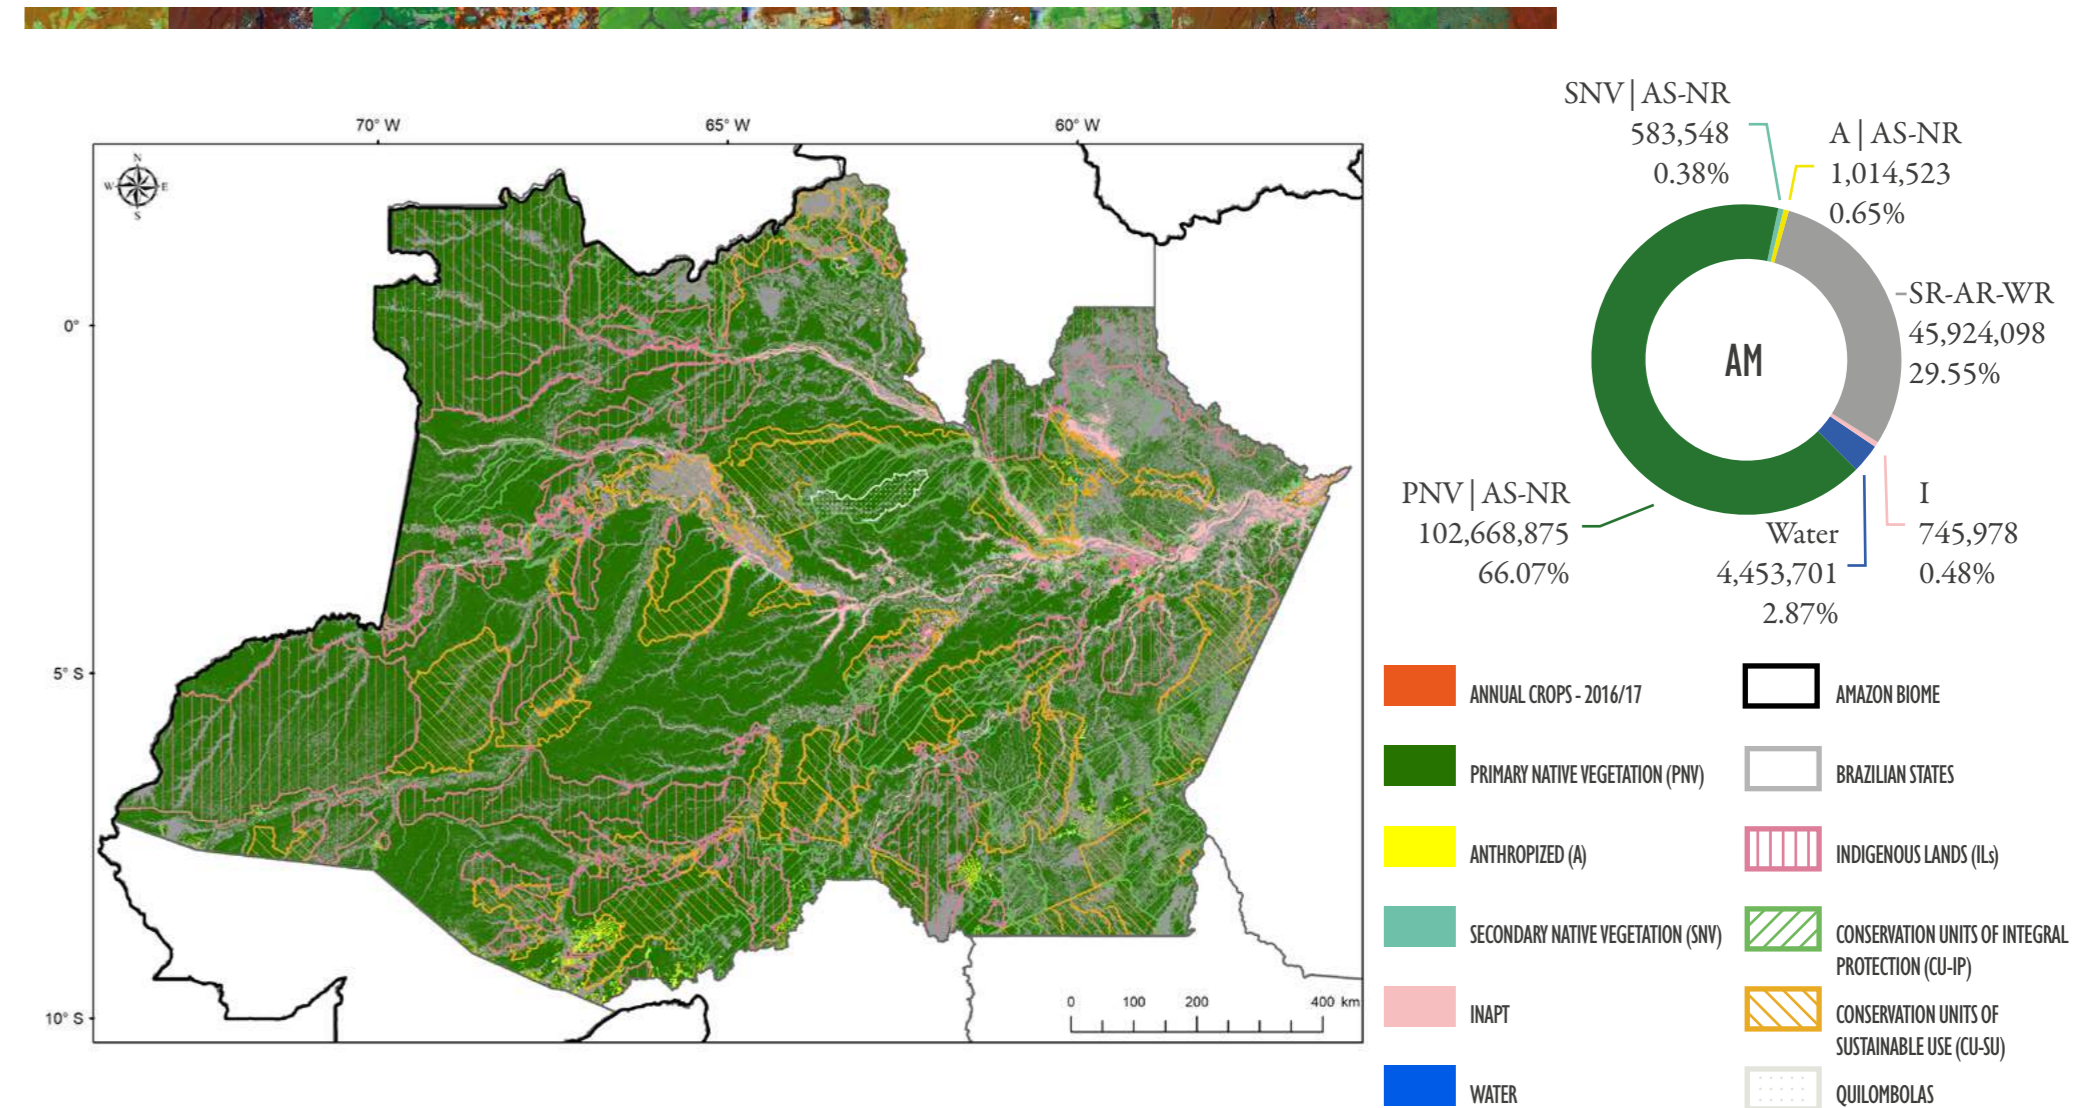 70° W
65° W
60° W
N
W
E
S
0°
5° S
10° S
0
100
200
400 km
SNV | AS-NR
583,548
0.38%
A | AS-NR
1,014,523
0.65%
SR-AR-WR
45,924,098
29.55%
AM
PNV | AS-NR
102,668,875
66.07%
Water
4,453,701
2.87%
I
745,978
0.48%
ANNUAL CROPS - 2016/17
PRIMARY NATIVE VEGETATION (PNV)
ANTHROPIZED (A)
SECONDARY NATIVE VEGETATION (SNV)
INAPT
WATER
AMAZON BIOME
BRAZILIAN STATES
INDIGENOUS LANDS (ILs)
CONSERVATION UNITS OF INTEGRAL
PROTECTION (CU-IP)
CONSERVATION UNITS OF
SUSTAINABLE USE (CU-SU)
QUILOMBOLAS